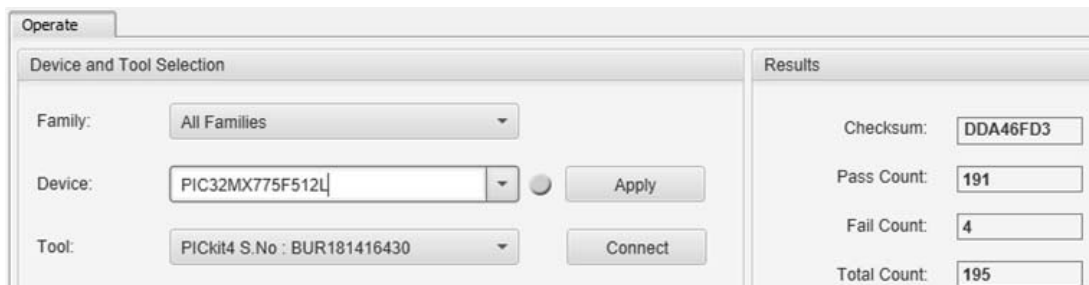 Operate
Device and Tool Selection
Family:
All Families
Device:
PIC32MX775F512L
Apply
Tool:
PICkit4 S.No : BUR181416430
Connect
Results
Checksum:
DDA46FD3
Pass Count:
191
Fail Count:
4
Total Count:
195